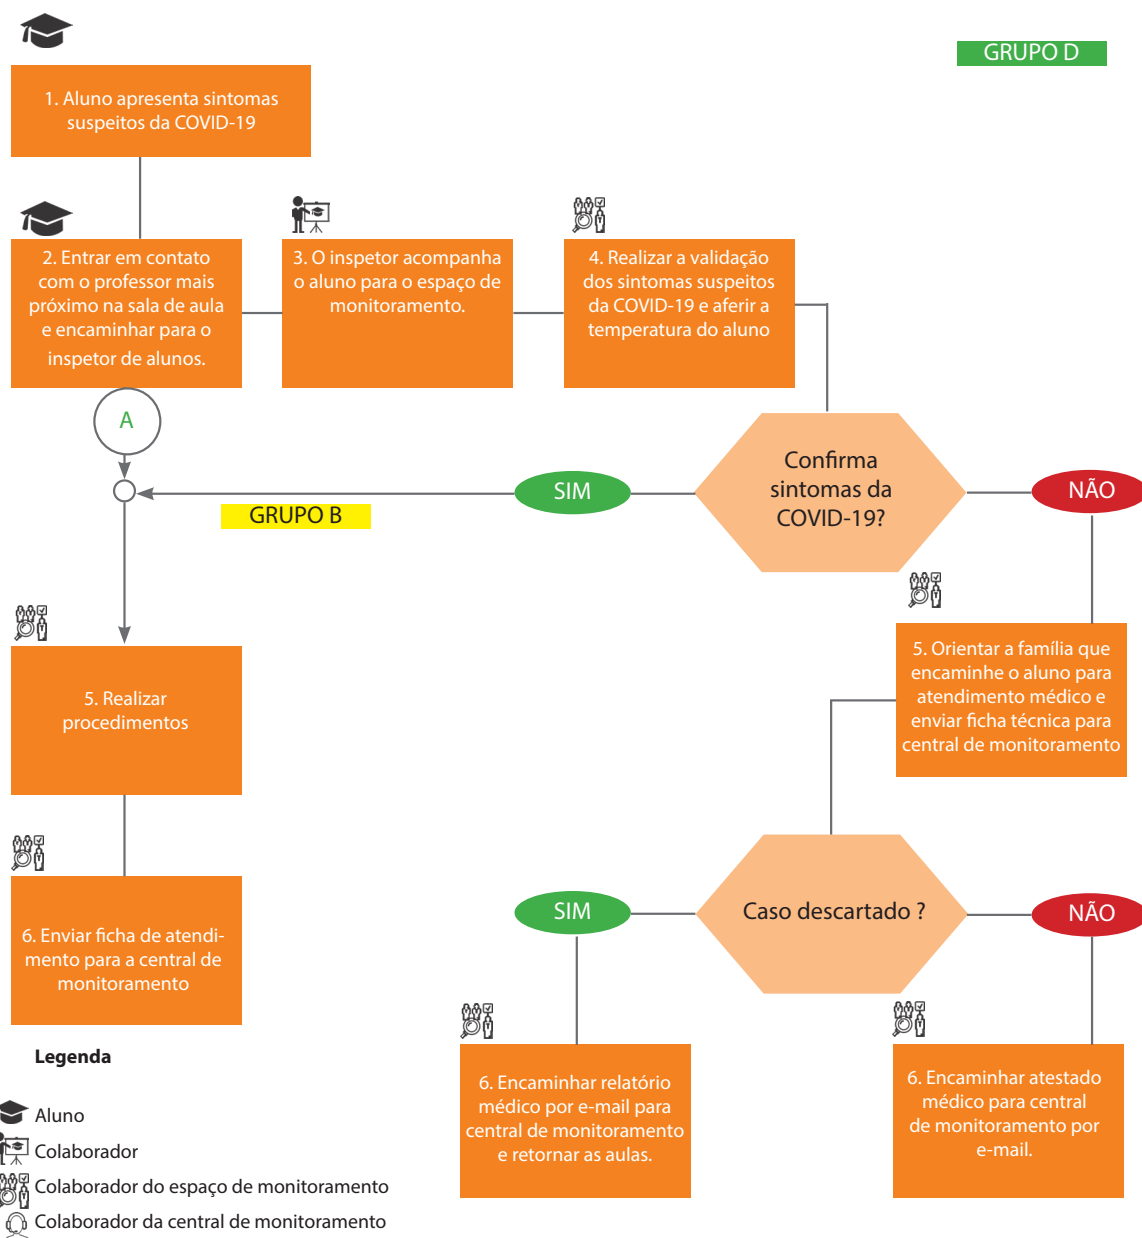 GRUPO D
1. Aluno apresenta sintomas
suspeitos da COVID-19
2. Entrar em contato
com o professor mais
próximo na sala de aula
e encaminhar para o
inspetor de alunos.
3. O inspetor acompanha
o aluno para o espaço de
monitoramento.
4. Realizar a validação
dos sintomas suspeitos
da COVID-19 e aferir a
temperatura do aluno
A
Confirma
sintomas da
COVID-19?
SIM
NÃO
GRUPO B
5. Realizar
procedimentos
5. Orientar a família que
encaminhe o aluno para
atendimento médico e
enviar ficha técnica para
central de monitoramento
6. Enviar ficha de atendi-
mento para a central de
monitoramento
Caso descartado ?
SIM
NÃO
6. Encaminhar relatório
médico por e-mail para
central de monitoramento
e retornar as aulas.
6. Encaminhar atestado
médico para central
de monitoramento por
e-mail.
Legenda
Aluno
Colaborador
Colaborador do espaço de monitoramento
Colaborador da central de monitoramento